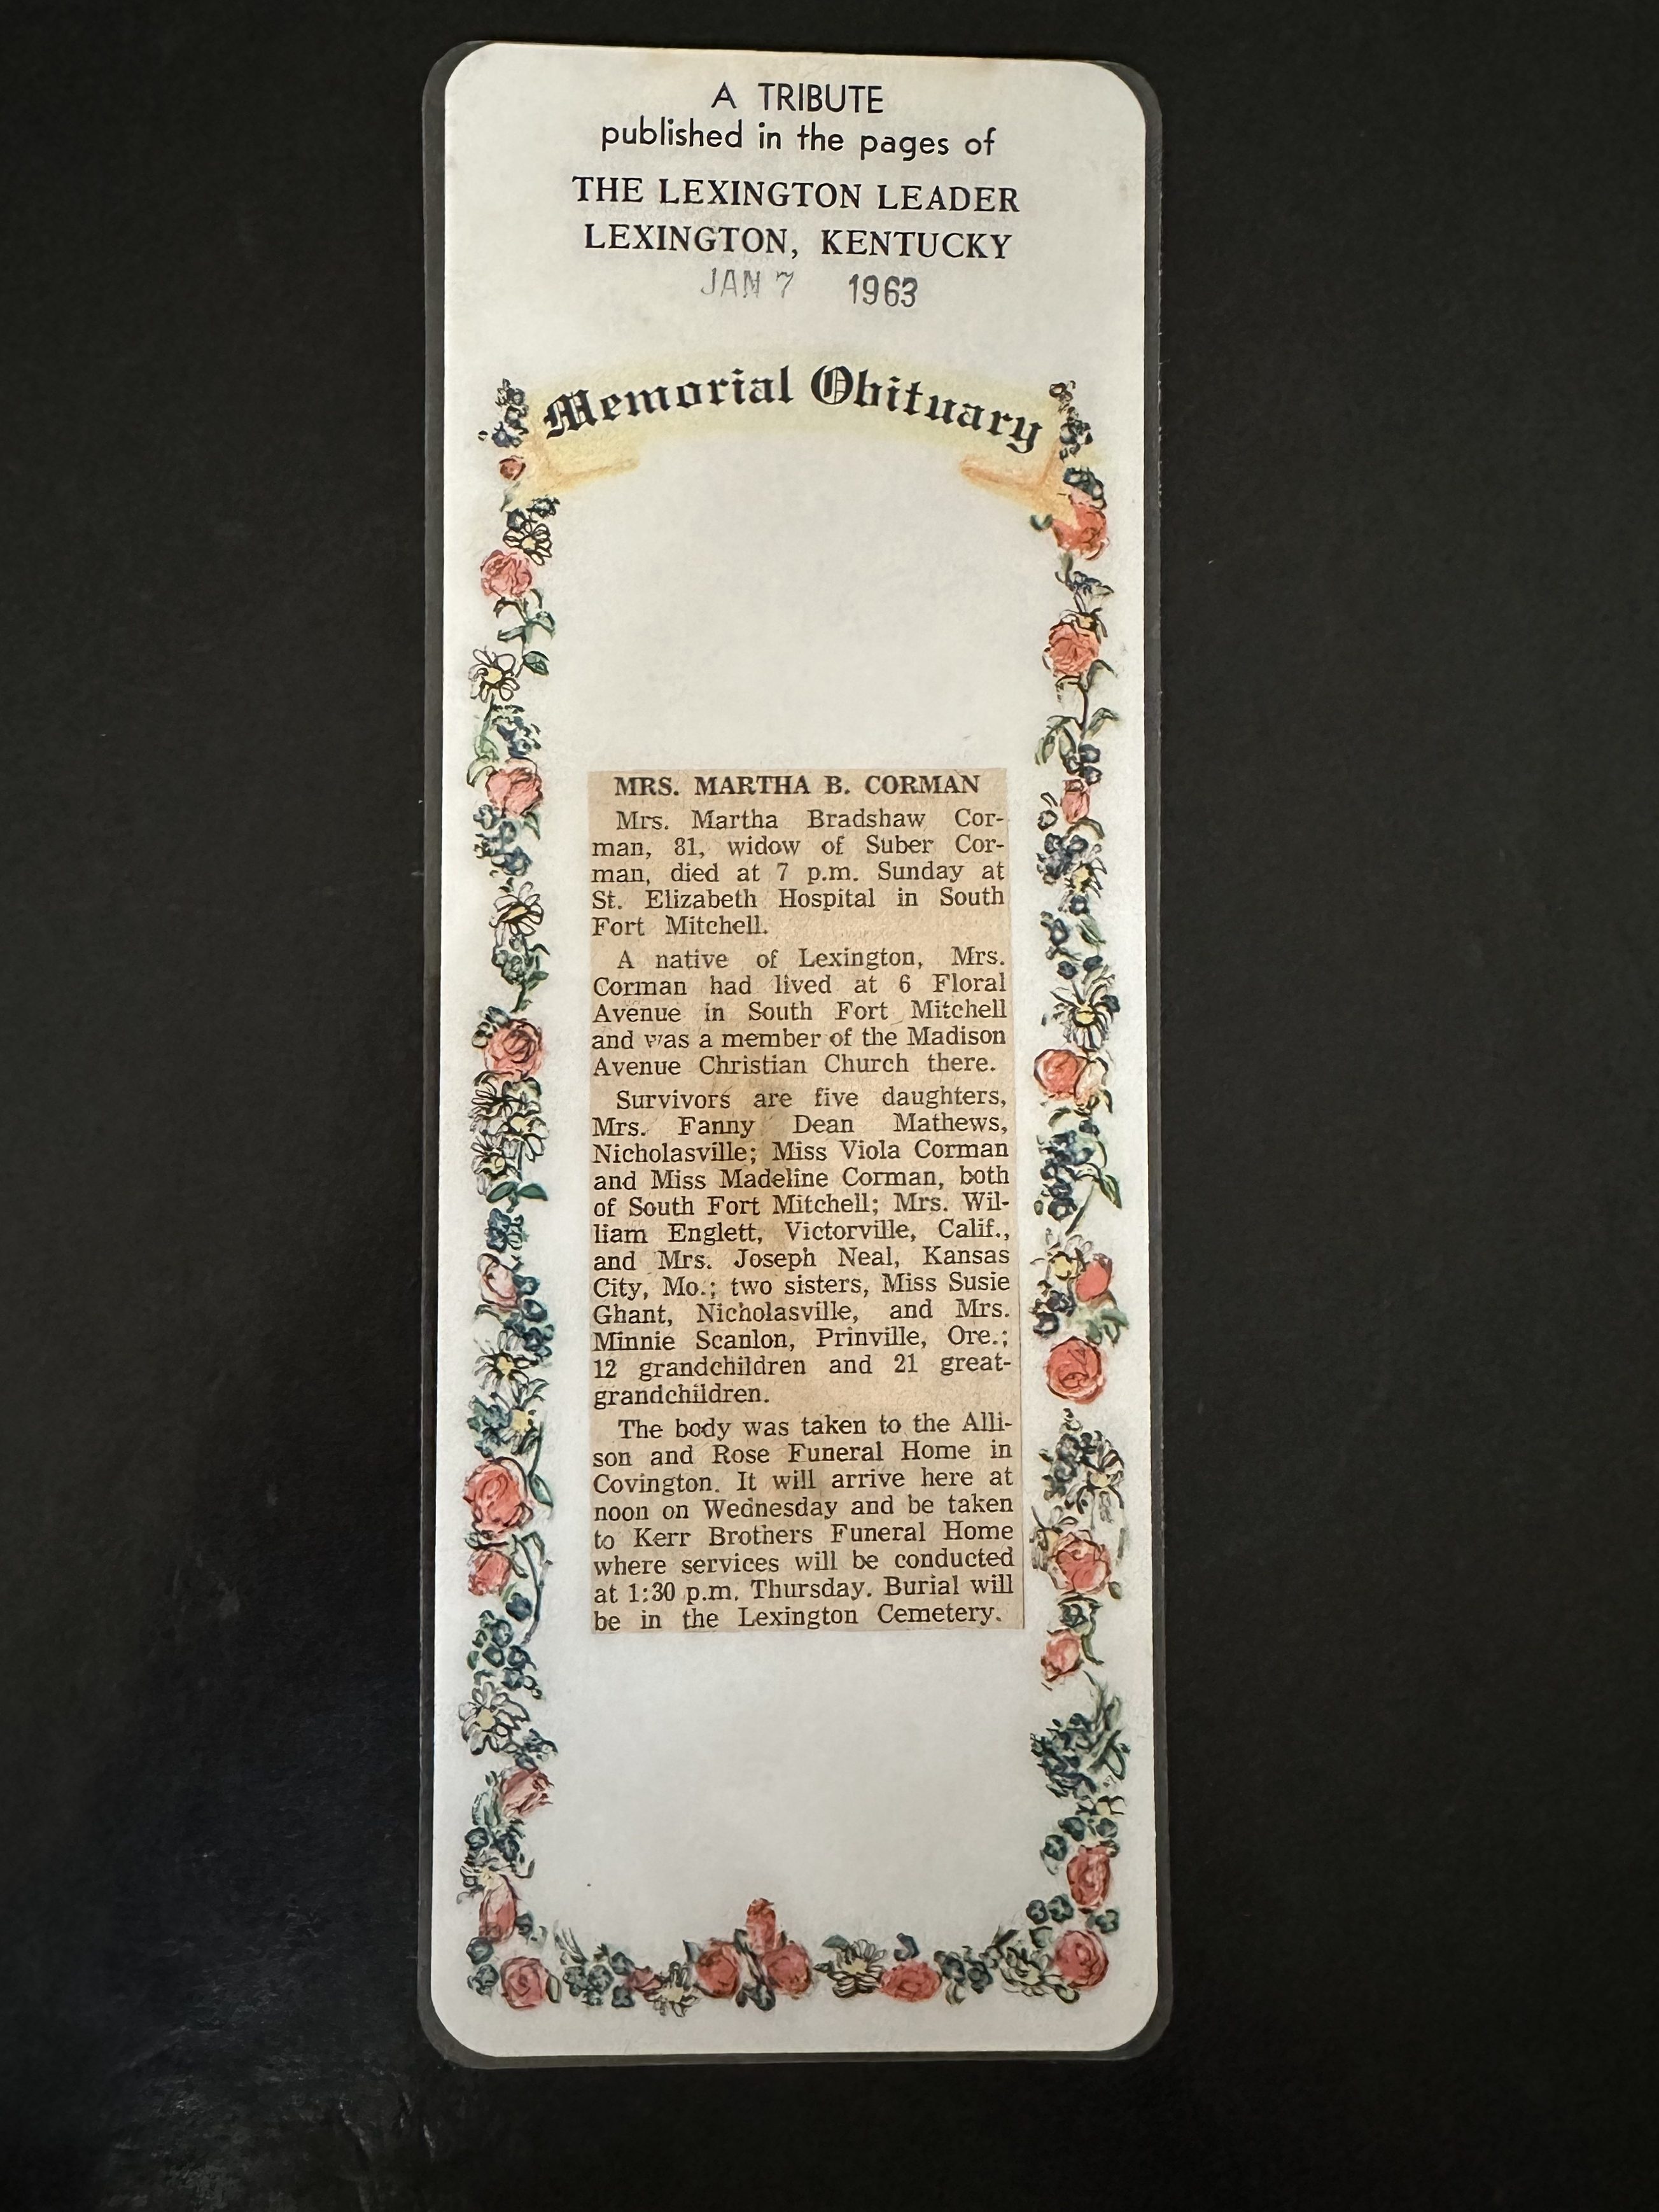 A TRIBUTE
published in the pages of
THE LEXINGTON LEADER
LEXINGTON, KENTUCKY
JAN 7 1963
Memorial Obituary
MRS. MARTHA B. CORMAN
Mrs. Martha Bradshaw Cor-
man, 81, widow of Suber Cor-
man, died at 7 p.m. Sunday at
St. Elizabeth Hospital in South
Fort Mitchell.
A native of Lexington, Mrs.
Corman had lived at 6 Floral
Avenue in South Fort Mitchell
and was a member of the Madison
Avenue Christian Church there.
Survivors are five daughters,
Mrs. Fanny Dean Mathews,
Nicholasville; Miss Viola Corman
and Miss Madeline Corman, both
of South Fort Mitchell; Mrs. Wil-
liam Englett, Victorville, Calif.,
and Mrs. Joseph Neal, Kansas
City, Mo.; two sisters, Miss Susie
Ghant, Nicholasville, and Mrs.
Minnie Scanlon, Prinville, Ore.;
12 grandchildren and 21 great-
grandchildren.
The body was taken to the Alli-
son and Rose Funeral Home in
Covington. It will arrive here at
noon on Wednesday and be taken
to Kerr Brothers Funeral Home
where services will be conducted
at 1:30 p.m. Thursday. Burial will
be in the Lexington Cemetery.